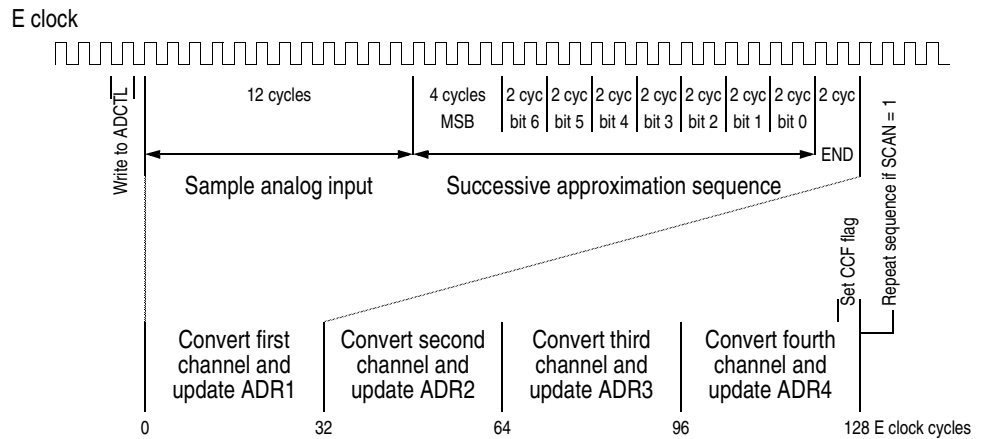 E clock
Write to ADCTL
12 cycles
4 cycles
MSB
2 cyc
bit 6
2 cyc
bit 5
2 cyc
bit 4
2 cyc
bit 3
2 cyc
bit 2
2 cyc
bit 1
2 cyc
bit 0
2 cyc
END
Sample analog input
Successive approximation sequence
Set CCF flag
Repeat sequence if SCAN = 1
Convert first
channel and
update ADR1
Convert second
channel and
update ADR2
Convert third
channel and
update ADR3
Convert fourth
channel and
update ADR4
0
32
64
96
128 E clock cycles